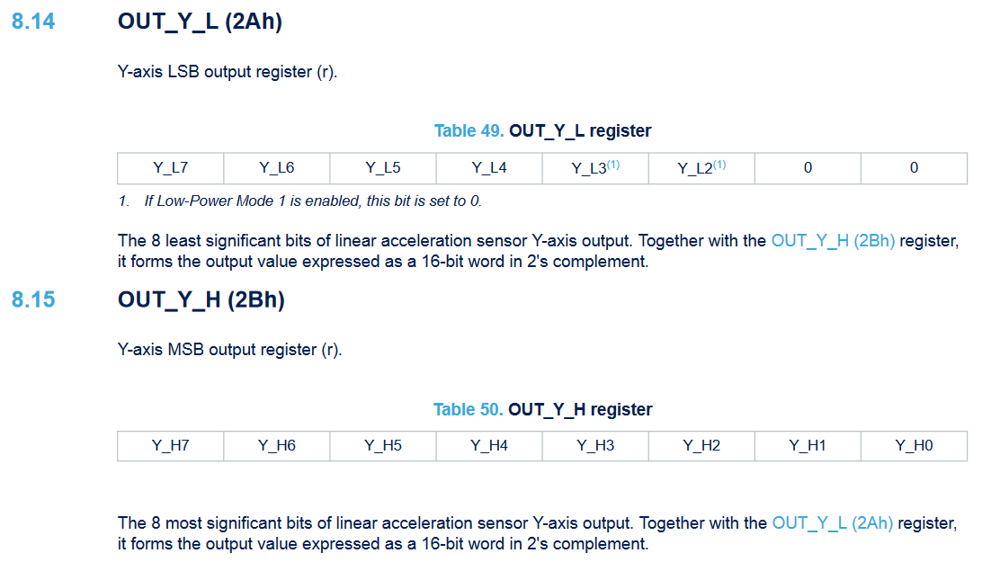 8.14 OUT_Y_L (2Ah)
Y-axis LSB output register (r).
Table 49. OUT_Y_L register
Y_L7 Y_L6 Y_L5 Y_L4 Y_L3(1) Y_L2(1) 0 0
1. If Low-Power Mode 1 is enabled, this bit is set to 0.
The 8 least significant bits of linear acceleration sensor Y-axis output. Together with the OUT_Y_H (2Bh) register,
it forms the output value expressed as a 16-bit word in 2's complement.
8.15 OUT_Y_H (2Bh)
Y-axis MSB output register (r).
Table 50. OUT_Y_H register
Y_H7 Y_H6 Y_H5 Y_H4 Y_H3 Y_H2 Y_H1 Y_H0
The 8 most significant bits of linear acceleration sensor Y-axis output. Together with the OUT_Y_L (2Ah) register,
it forms the output value expressed as a 16-bit word in 2's complement.